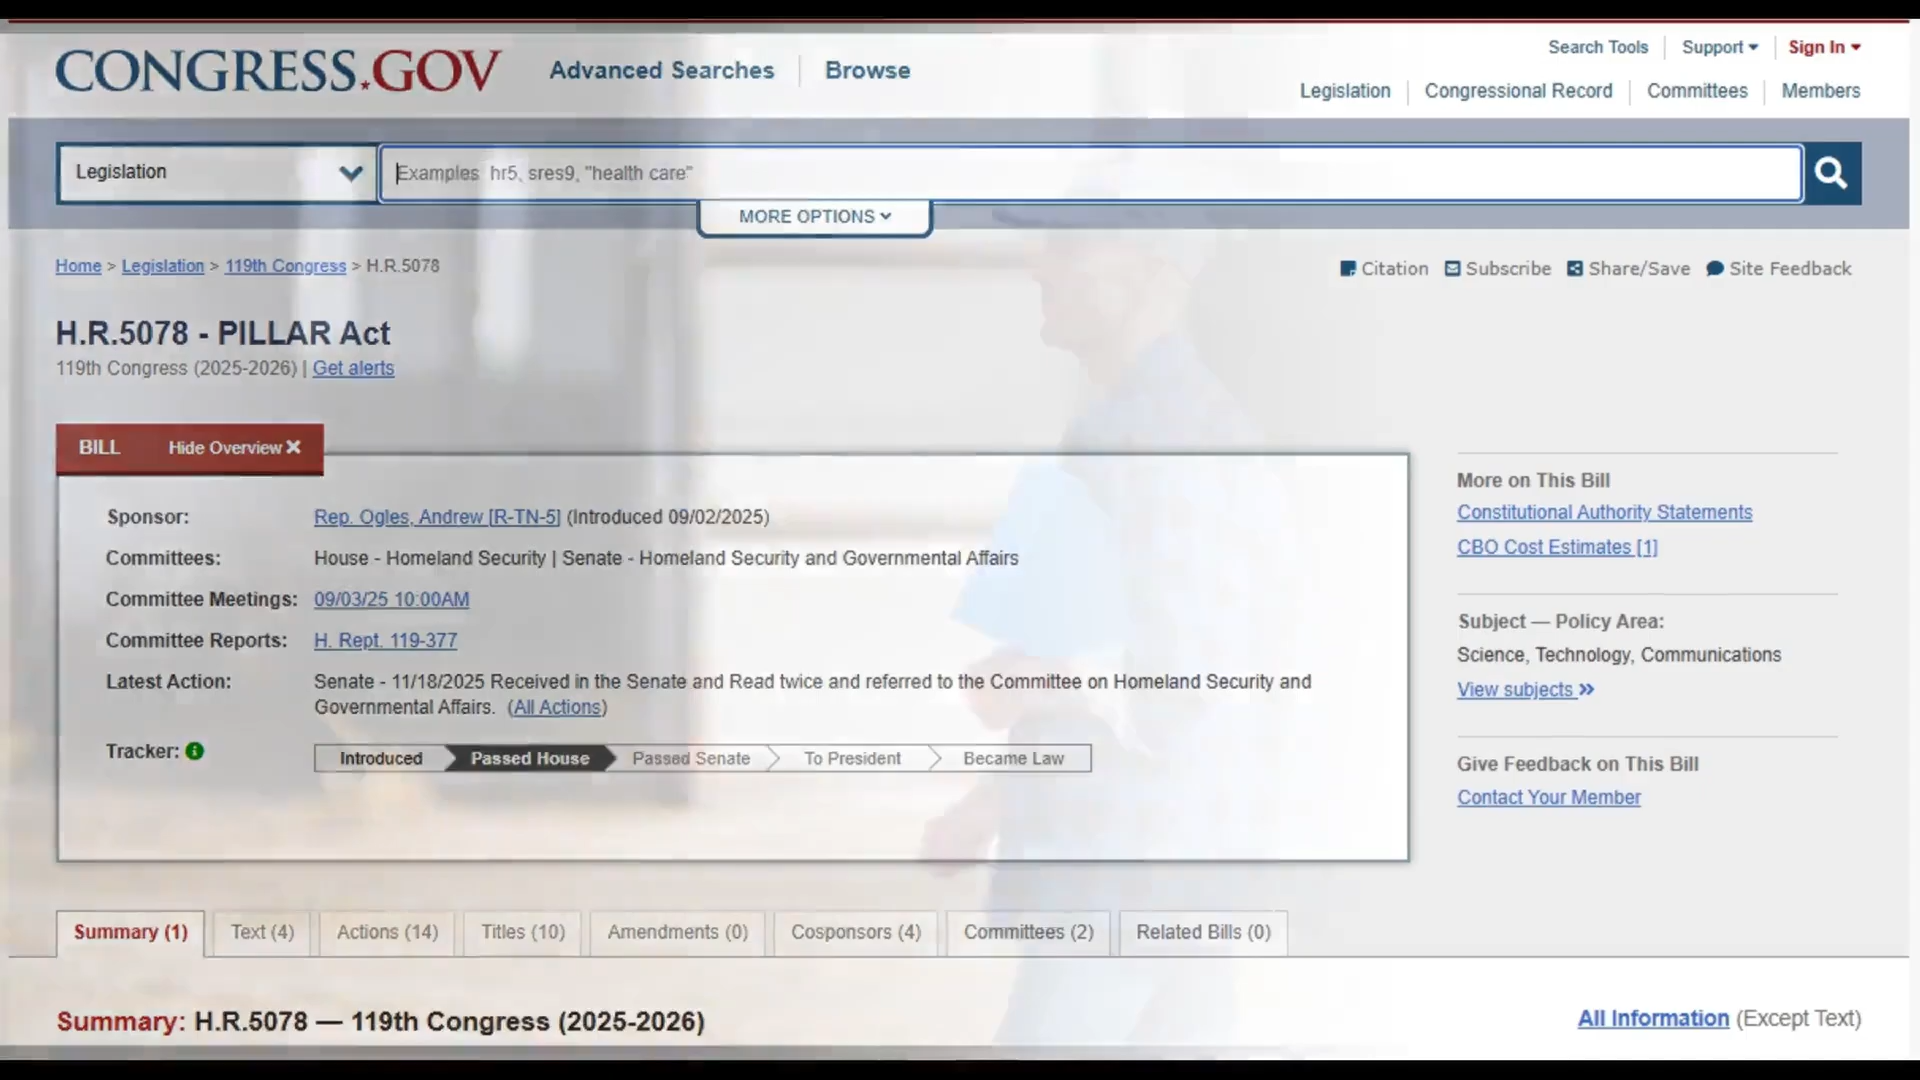 CONGRESS.GOV
Advanced Searches
Browse
Search Tools
Support
Sign In
Legislation
Congressional Record
Committees
Members
Legislation
Examples hr5, sres9, "health care"
MORE OPTIONS
Home > Legislation > 119th Congress > H.R.5078
Citation
Subscribe
Share/Save
Site Feedback
H.R.5078 - PILLAR Act
119th Congress (2025-2026) | Get alerts
BILL
Hide Overview
Sponsor: Rep. Ogles, Andrew [R-TN-5] (Introduced 09/02/2025)
Committees: House - Homeland Security | Senate - Homeland Security and Governmental Affairs
Committee Meetings: 09/03/25 10:00AM
Committee Reports: H. Rept. 119-377
Latest Action: Senate - 11/18/2025 Received in the Senate and Read twice and referred to the Committee on Homeland Security and
Governmental Affairs. (All Actions)
Tracker:
Introduced
Passed House
Passed Senate
To President
Became Law
More on This Bill
Constitutional Authority Statements
CBO Cost Estimates [1]
Subject — Policy Area:
Science, Technology, Communications
View subjects
Give Feedback on This Bill
Contact Your Member
Summary (1)
Text (4)
Actions (14)
Titles (10)
Amendments (0)
Cosponsors (4)
Committees (2)
Related Bills (0)
Summary: H.R.5078 — 119th Congress (2025-2026)
All Information (Except Text)